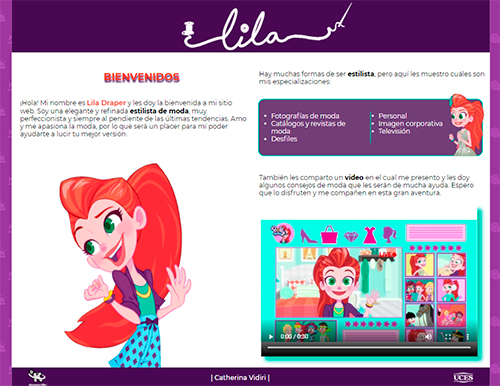 lila
BIENVENIDOS
¡Hola! Mi nombre es Lila Draper y les doy la bienvenida a mi sitio
web. Soy una elegante y refinada estilista de moda, muy
perfeccionista y siempre al pendiente de las últimas tendencias. Amo
y me apasiona la moda, por lo que será un placer para mí poder
ayudarte a lucir tu mejor versión.
Hay muchas formas de ser estilista, pero aquí les muestro cuáles son
mis especializaciones:
• Fotografías de moda
• Catálogos y revistas de
moda
• Desfiles
• Personal
• Imagen corporativa
• Televisión
También les comparto un video en el cual me presento y les doy
algunos consejos de moda que les serán de mucha ayuda. Espero
que lo disfruten y me compañen en esta gran aventura.
0:00 / 0:30
| Catherina Vidiri |
UCES